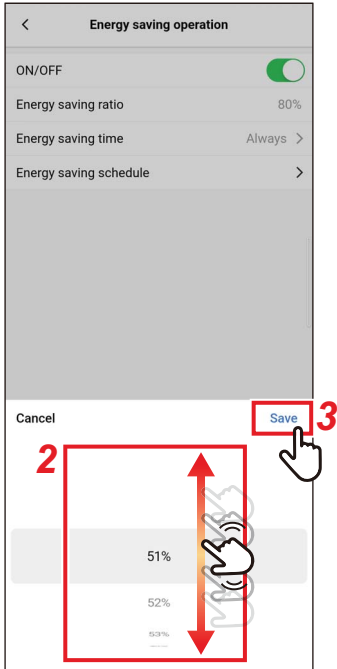 Energy saving operation
ON/OFF
Energy saving ratio 80%
Energy saving time Always >
Energy saving schedule >
Cancel Save 3
2
51%
52%
53%